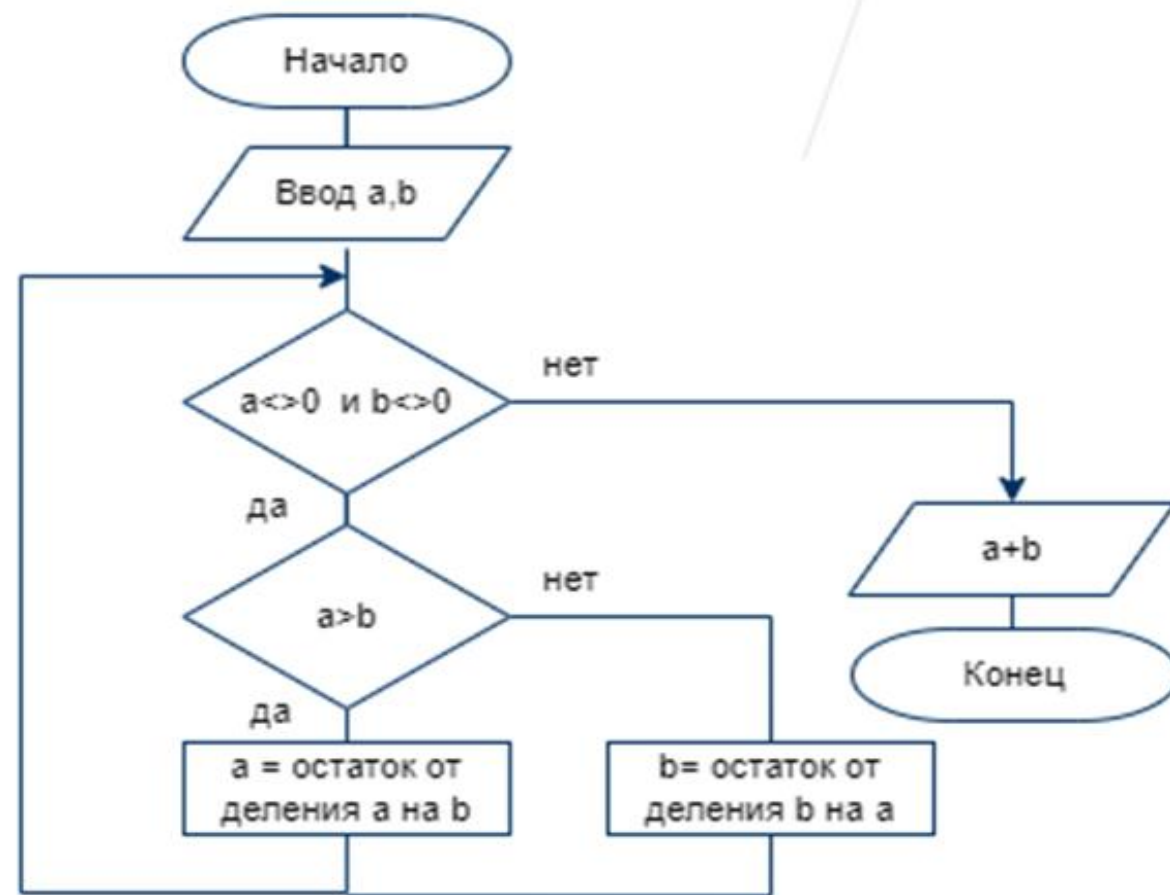 Начало
Ввод a,b
a<>0 и b<>0
нет
да
a>b
нет
a+b
Конец
да
a = остаток от
деления a на b
b= остаток от
деления b на a